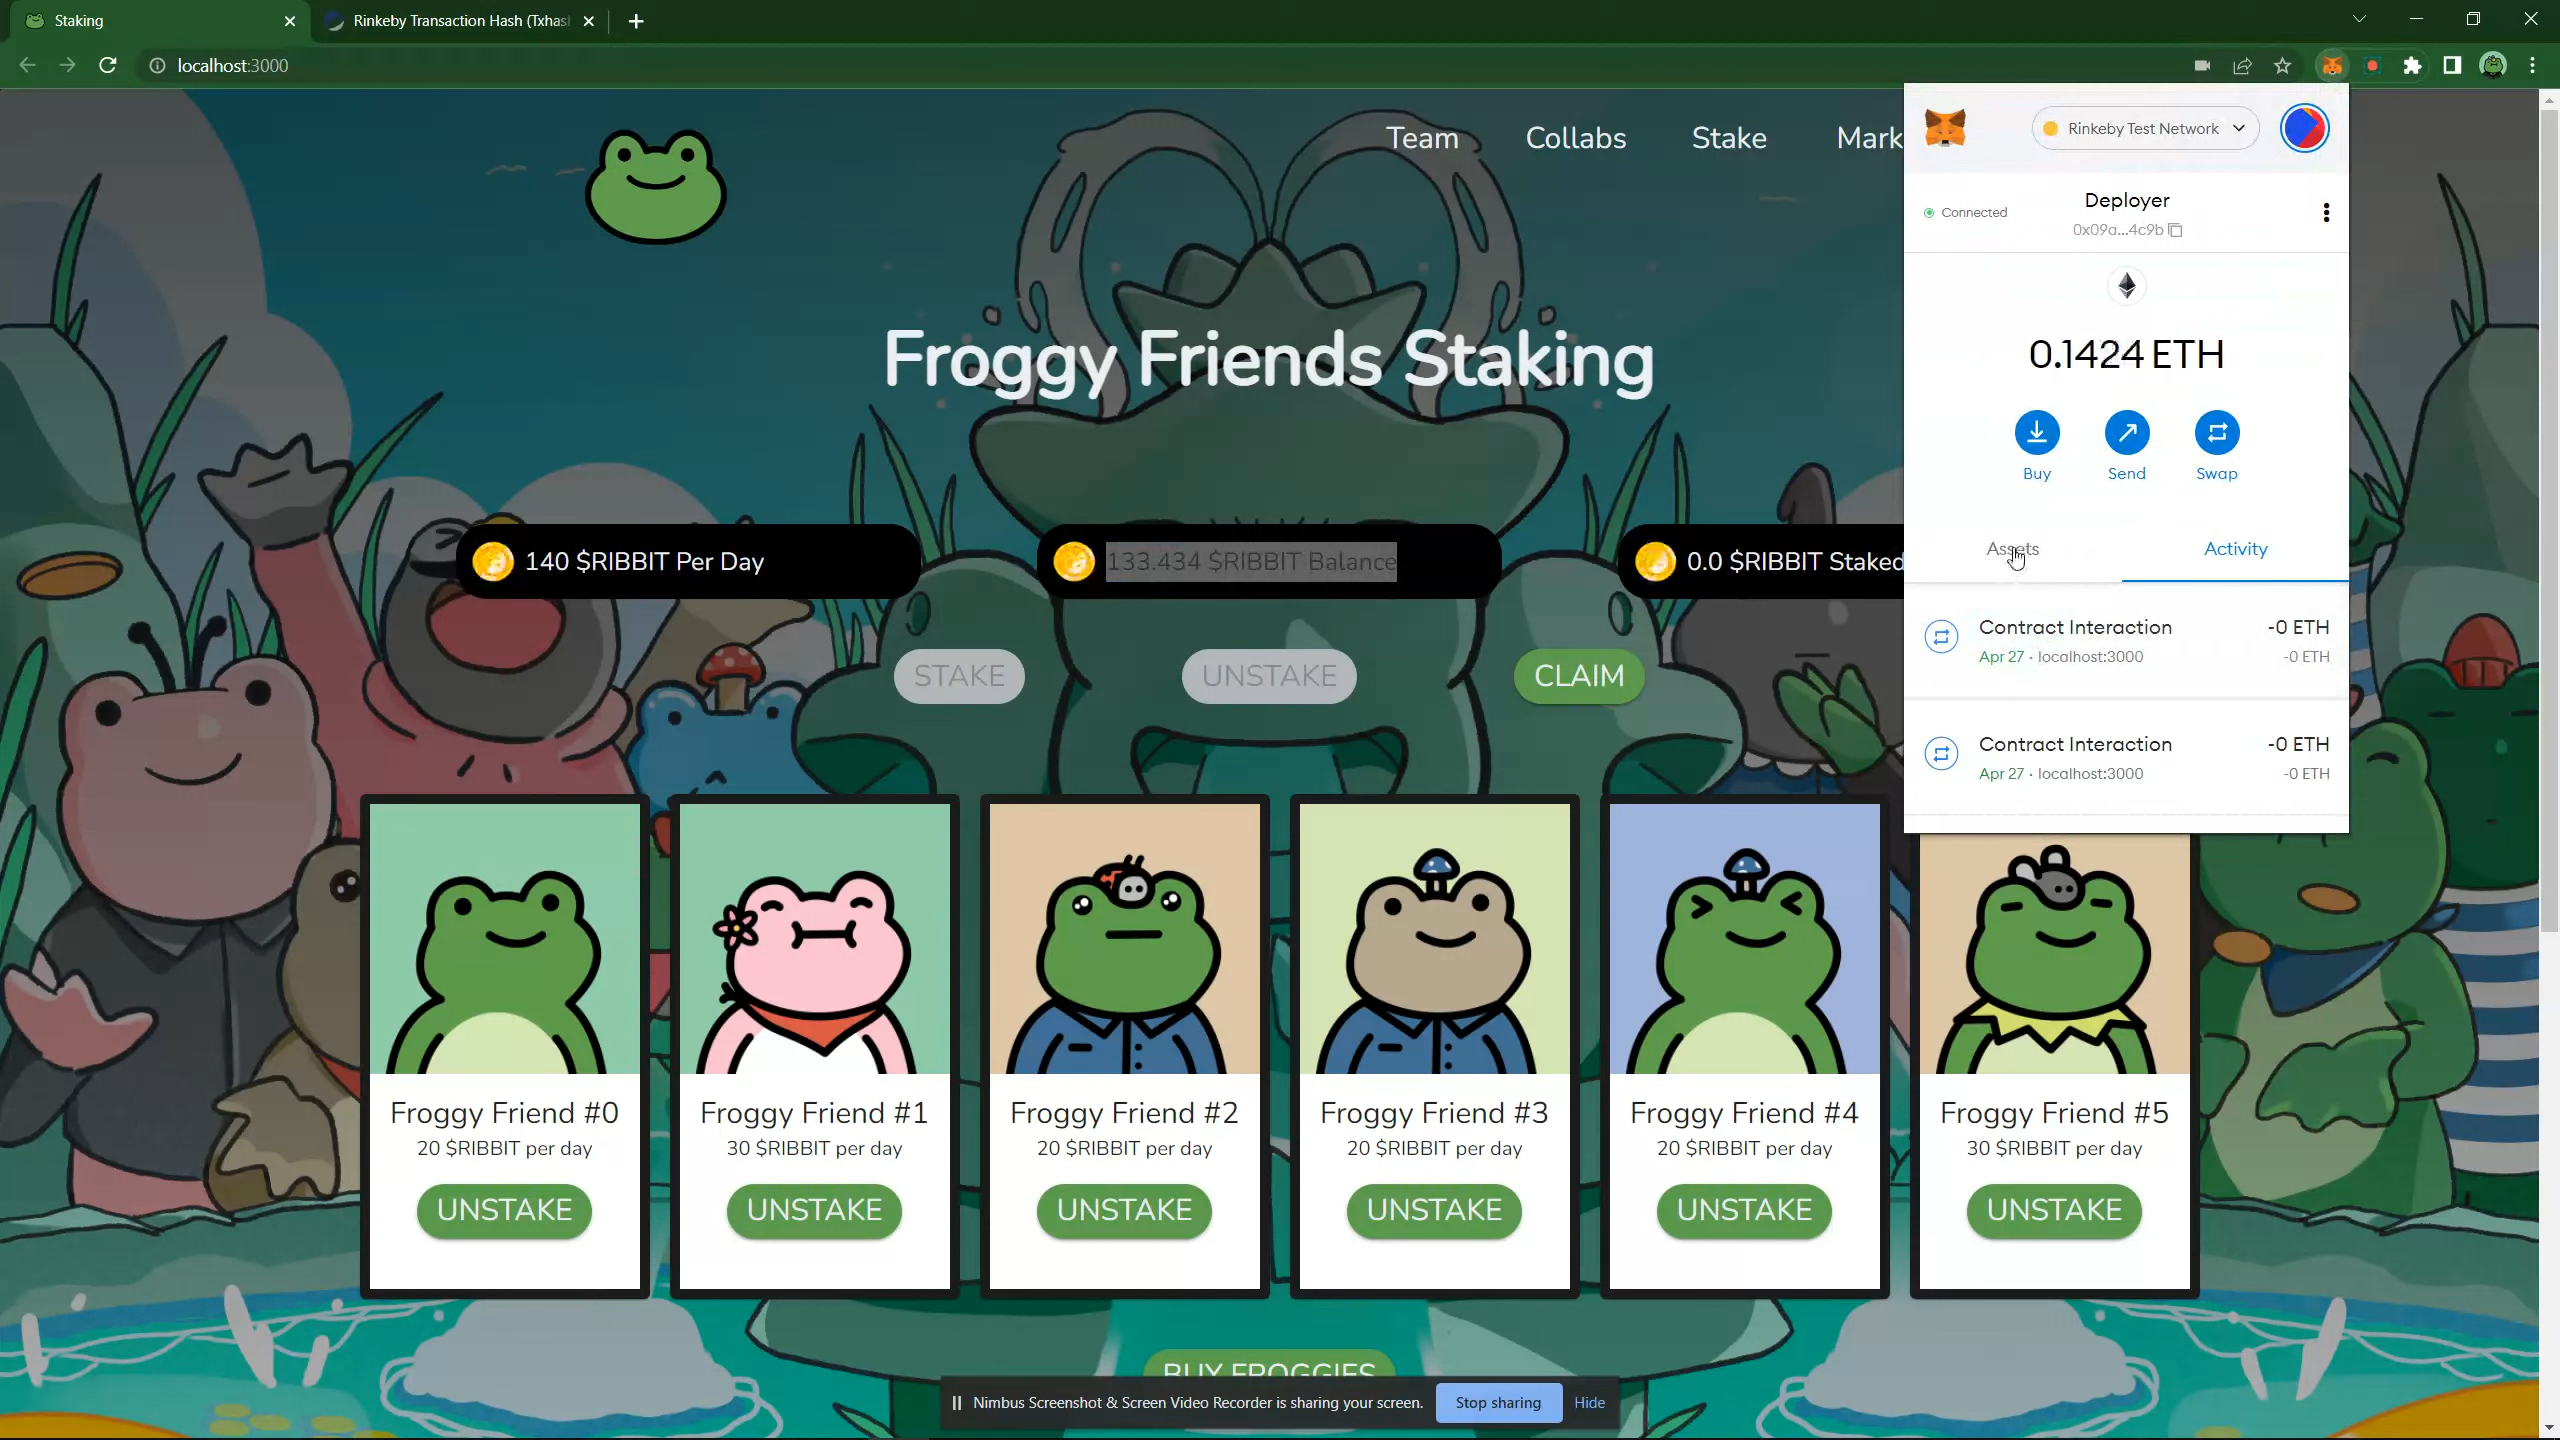 Staking
Rinkeby Transaction Hash (Txhas
localhost:3000
Team
Collabs
Stake
Mark
Rinkeby Test Network
Connected
Deployer
0x09a...4c9b
0.1424 ETH
Buy
Send
Swap
Assets
Activity
Contract Interaction
-0 ETH
Apr 27 · localhost:3000
-0 ETH
Contract Interaction
-0 ETH
Apr 27 · localhost:3000
-0 ETH
Froggy Friends Staking
140 $RIBBIT Per Day
133.434 $RIBBIT Balance
0.0 $RIBBIT Staked
STAKE
UNSTAKE
CLAIM
Froggy Friend #0
20 $RIBBIT per day
UNSTAKE
Froggy Friend #1
30 $RIBBIT per day
UNSTAKE
Froggy Friend #2
20 $RIBBIT per day
UNSTAKE
Froggy Friend #3
20 $RIBBIT per day
UNSTAKE
Froggy Friend #4
20 $RIBBIT per day
UNSTAKE
Froggy Friend #5
30 $RIBBIT per day
UNSTAKE
BUY FROGGIES
Nimbus Screenshot & Screen Video Recorder is sharing your screen.
Stop sharing
Hide